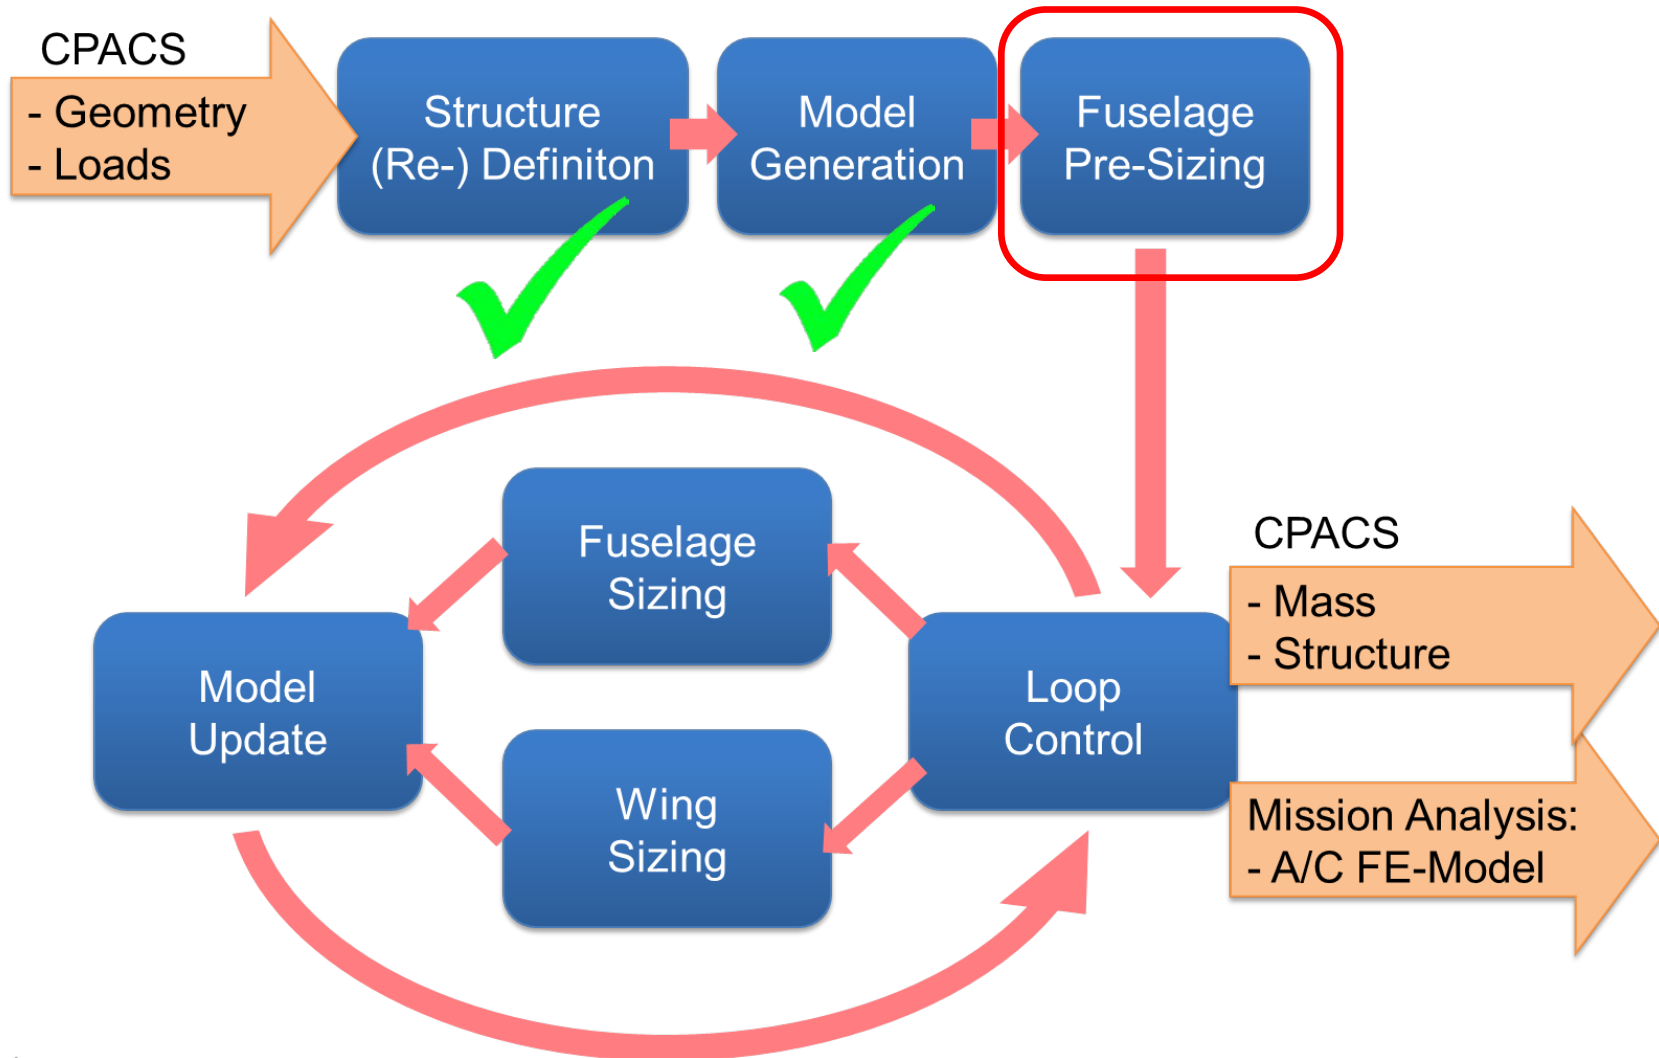 CPACS
- Geometry
- Loads
Structure
(Re-) Definiton
Model
Generation
Fuselage
Pre-Sizing
Fuselage
Sizing
Model
Update
Wing
Sizing
Loop
Control
CPACS
- Mass
- Structure
Mission Analysis:
- A/C FE-Model